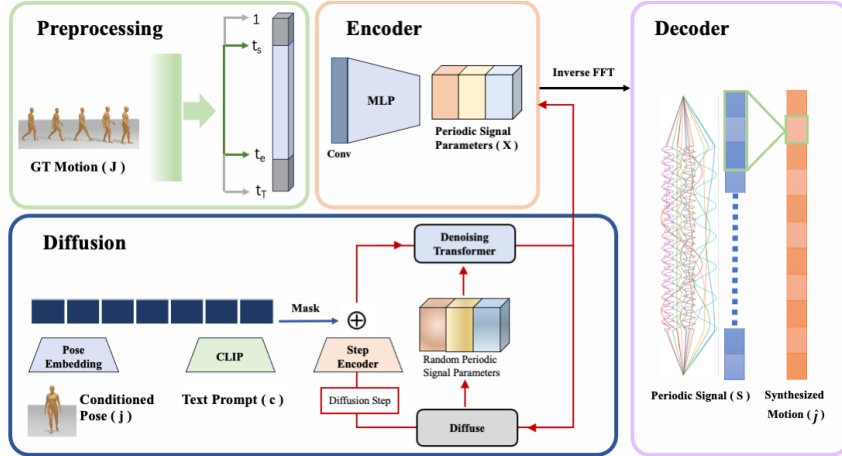 Preprocessing
1
tₛ
tₑ
t_T
GT Motion ( J )
Encoder
MLP
Conv
Periodic Signal
Parameters ( X )
Inverse FFT
Decoder
Periodic Signal ( S )
Synthesized
Motion ( ĵ )
Diffusion
Mask
Pose
Embedding
CLIP
Step
Encoder
Conditioned
Pose ( j )
Text Prompt ( c )
Diffusion Step
Denoising
Transformer
Random Periodic
Signal Parameters
Diffuse